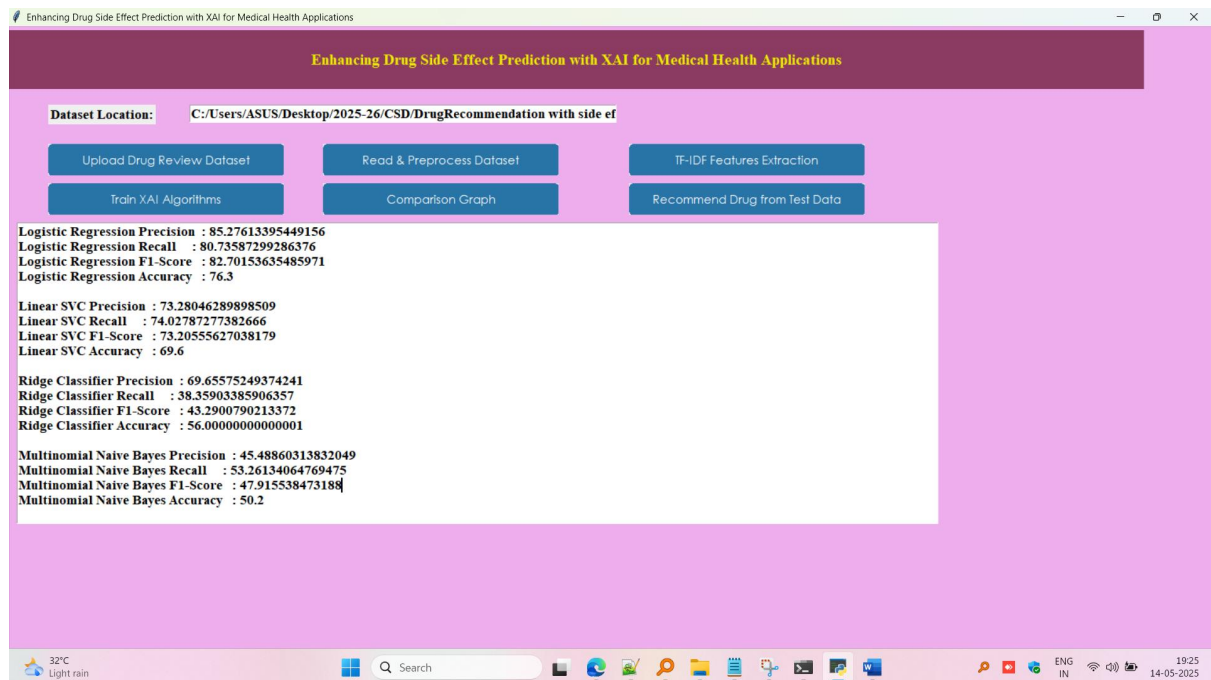 Enhancing Drug Side Effect Prediction with XAI for Medical Health Applications
Enhancing Drug Side Effect Prediction with XAI for Medical Health Applications
Dataset Location: C:/Users/ASUS/Desktop/2025-26/CSD/DrugRecommendation with side ef
Upload Drug Review Dataset Read & Preprocess Dataset TF-IDF Features Extraction
Train XAI Algorithms Comparison Graph Recommend Drug from Test Data
Logistic Regression Precision : 85.27613395449156
Logistic Regression Recall : 80.73587299286376
Logistic Regression F1-Score : 82.70153635485971
Logistic Regression Accuracy : 76.3
Linear SVC Precision : 73.28046289898509
Linear SVC Recall : 74.02787277382666
Linear SVC F1-Score : 73.20555627038179
Linear SVC Accuracy : 69.6
Ridge Classifier Precision : 69.65575249374241
Ridge Classifier Recall : 38.35903385906357
Ridge Classifier F1-Score : 43.2900790213372
Ridge Classifier Accuracy : 56.00000000000001
Multinomial Naive Bayes Precision : 45.48860313832049
Multinomial Naive Bayes Recall : 53.26134064769475
Multinomial Naive Bayes F1-Score : 47.915538473188
Multinomial Naive Bayes Accuracy : 50.2
32°C
Light rain
Search
ENG
IN
19:25
14-05-2025